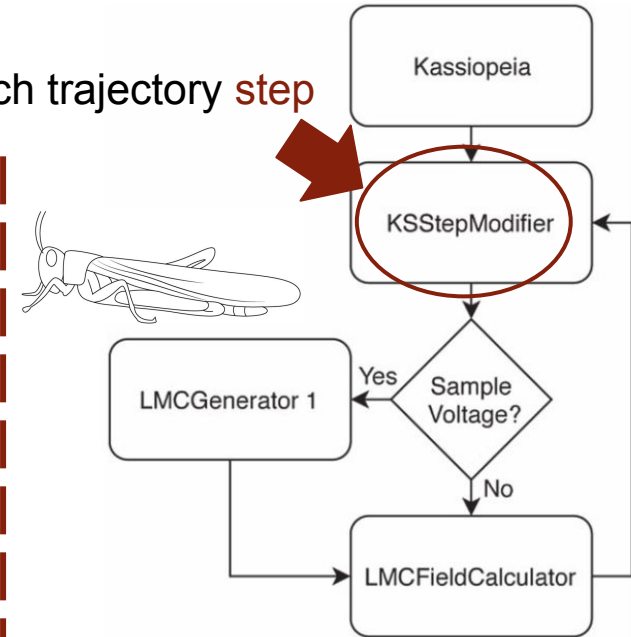 ch trajectory step
Kassiopeia
KSStepModifier
Sample
Voltage?
Yes
LMCGenerator 1
No
LMCFieldCalculator